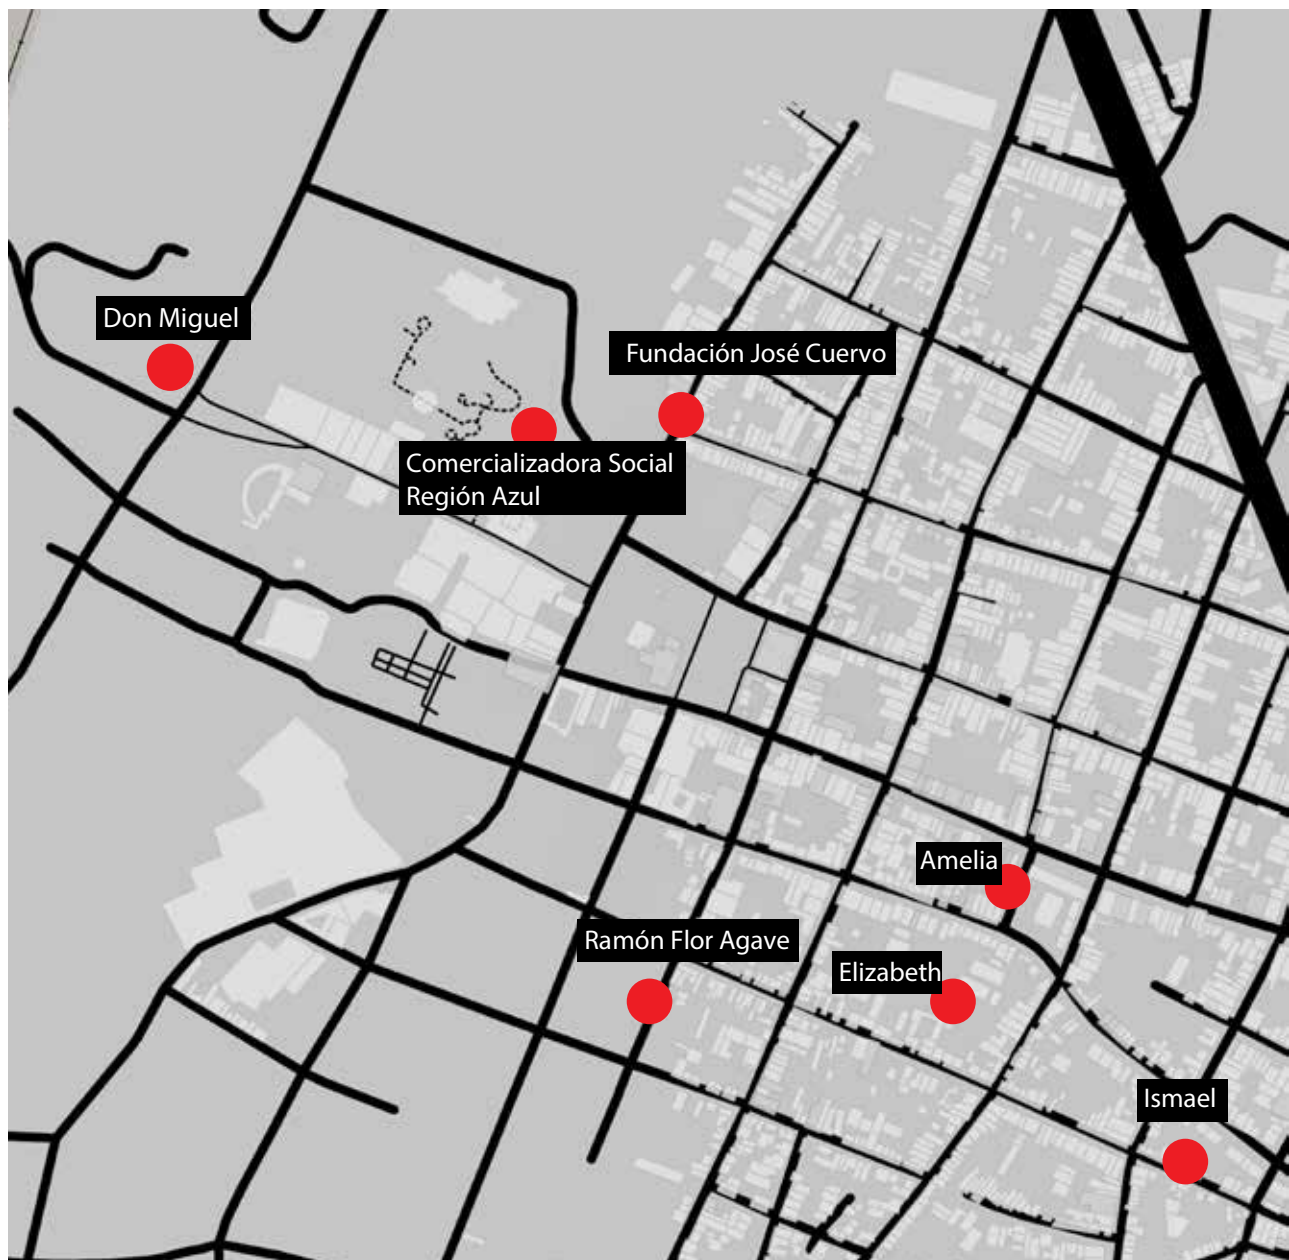 Don Miguel
Fundación José Cuervo
Comercializadora Social
Región Azul
Amelia
Ramón Flor Agave
Elizabeth
Ismael